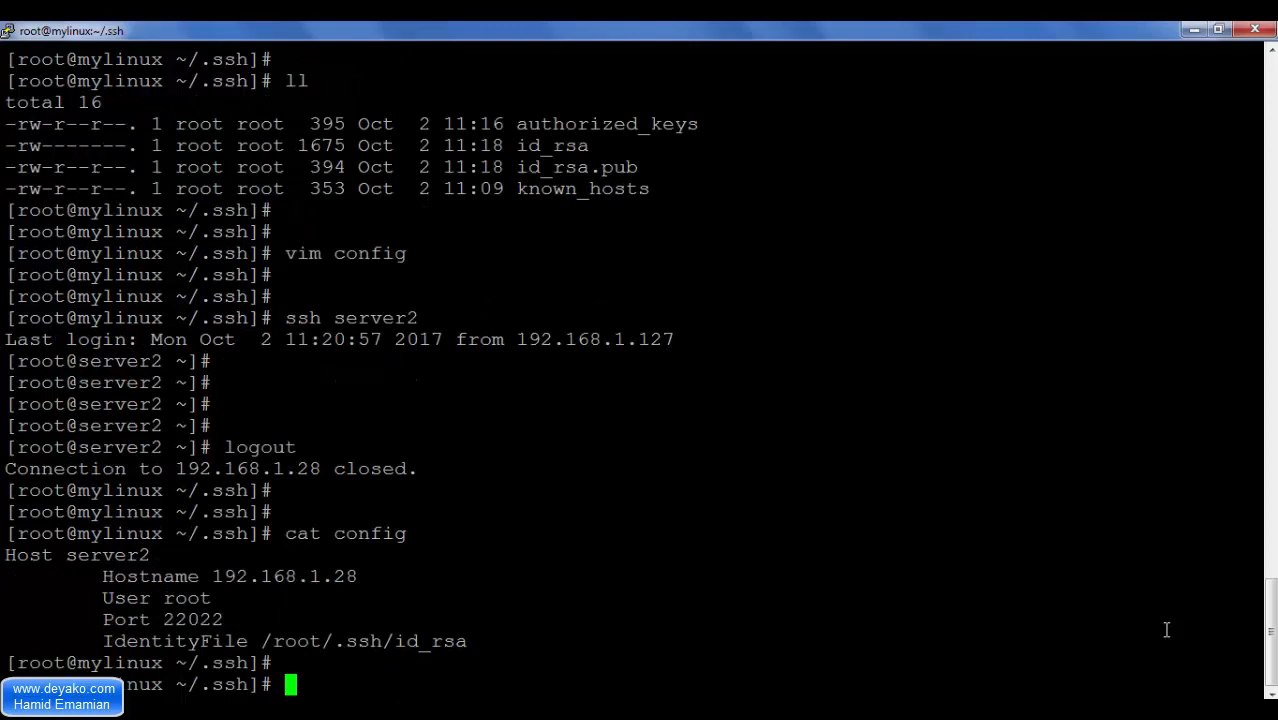 root@mylinux:~/.ssh
[root@mylinux ~/.ssh]#
[root@mylinux ~/.ssh]# ll
total 16
-rw-r--r--. 1 root root  395 Oct  2 11:16 authorized_keys
-rw-------. 1 root root 1675 Oct  2 11:18 id_rsa
-rw-r--r--. 1 root root  394 Oct  2 11:18 id_rsa.pub
-rw-r--r--. 1 root root  353 Oct  2 11:09 known_hosts
[root@mylinux ~/.ssh]#
[root@mylinux ~/.ssh]#
[root@mylinux ~/.ssh]# vim config
[root@mylinux ~/.ssh]#
[root@mylinux ~/.ssh]#
[root@mylinux ~/.ssh]# ssh server2
Last login: Mon Oct  2 11:20:57 2017 from 192.168.1.127
[root@server2 ~]#
[root@server2 ~]#
[root@server2 ~]#
[root@server2 ~]#
[root@server2 ~]# logout
Connection to 192.168.1.28 closed.
[root@mylinux ~/.ssh]#
[root@mylinux ~/.ssh]#
[root@mylinux ~/.ssh]# cat config
Host server2
        Hostname 192.168.1.28
        User root
        Port 22022
        IdentityFile /root/.ssh/id_rsa
[root@mylinux ~/.ssh]#
nux ~/.ssh]#
www.deyako.com
Hamid Emamian